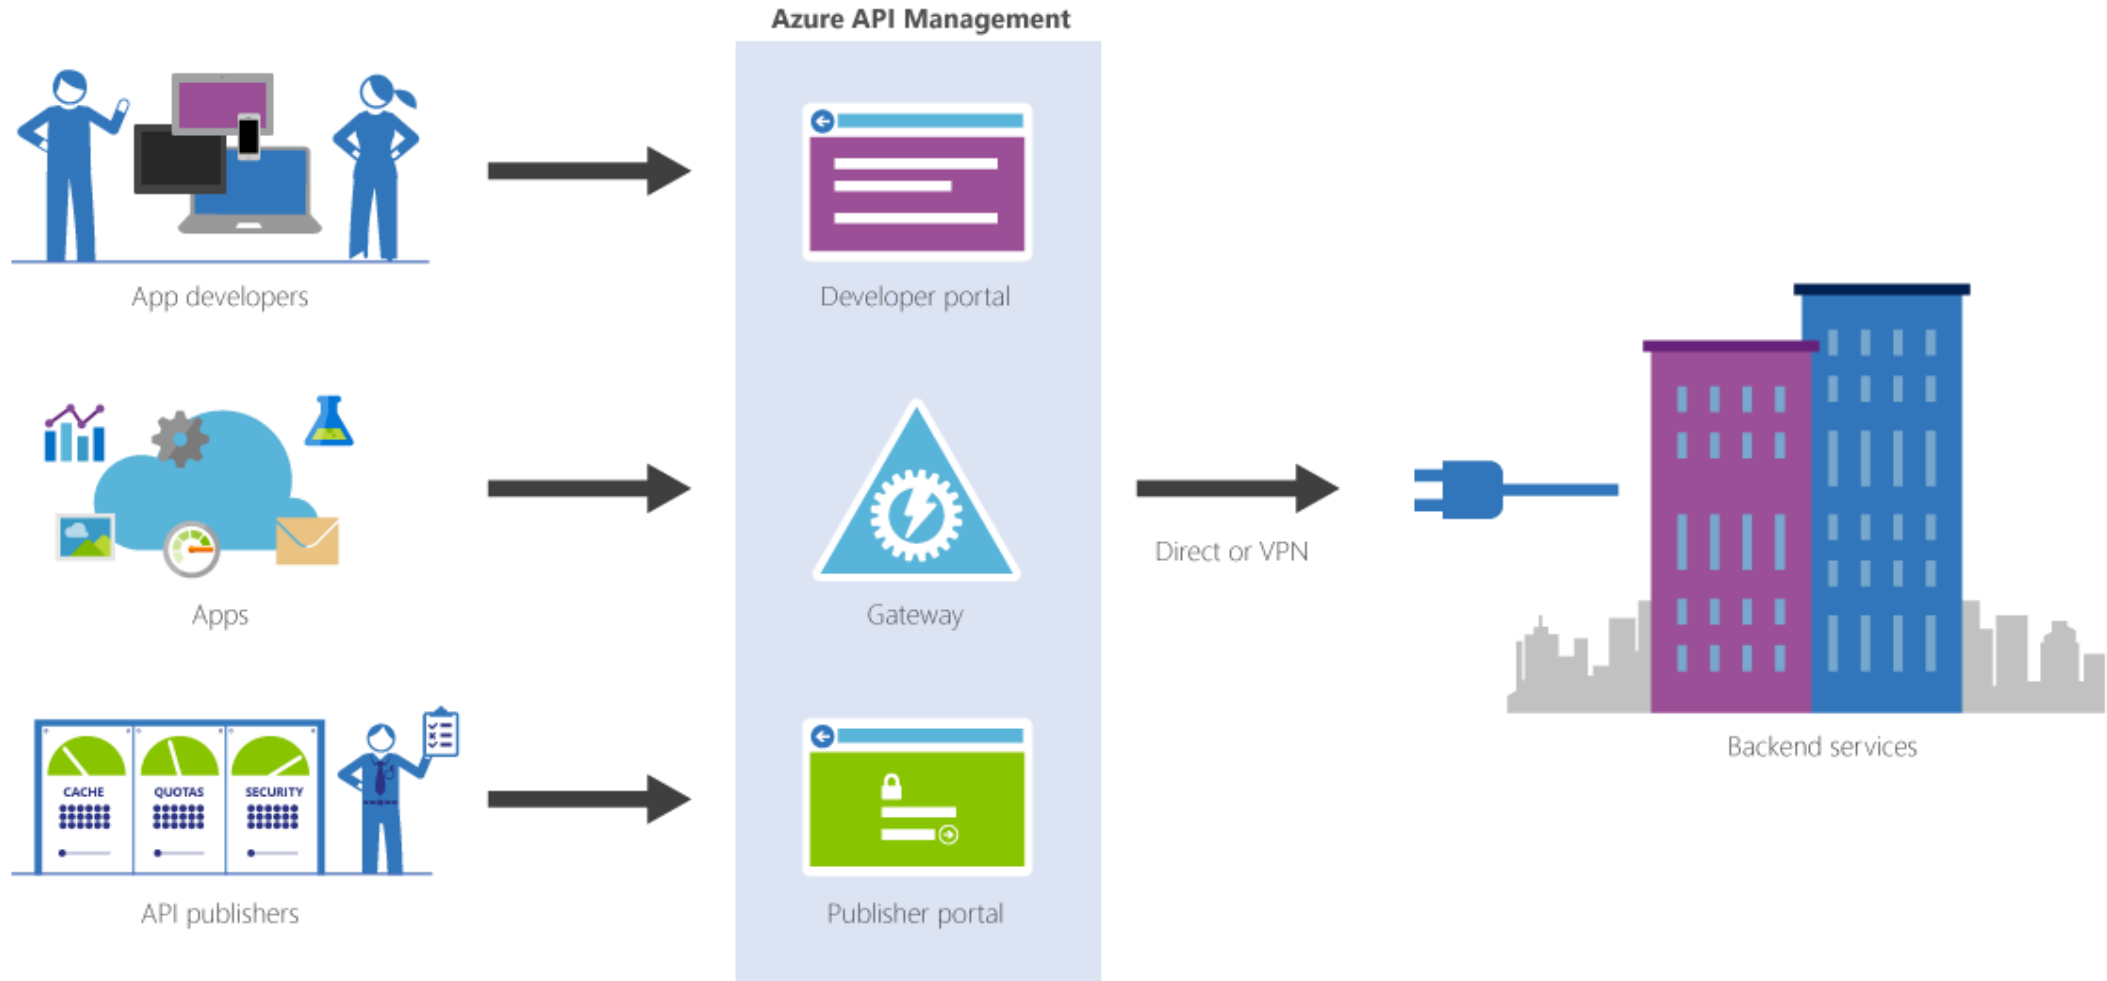 Azure API Management
App developers
Developer portal
Apps
Gateway
Direct or VPN
Backend services
CACHE
QUOTAS
SECURITY
API publishers
Publisher portal